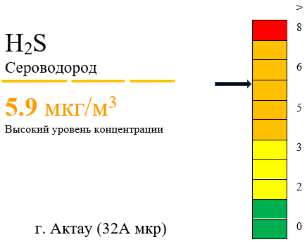 >
8
H₂S
Сероводород
6
5.9 мкг/м³
5
Высокий уровень концентрации
3
2
г. Актау (32А мкр)
0